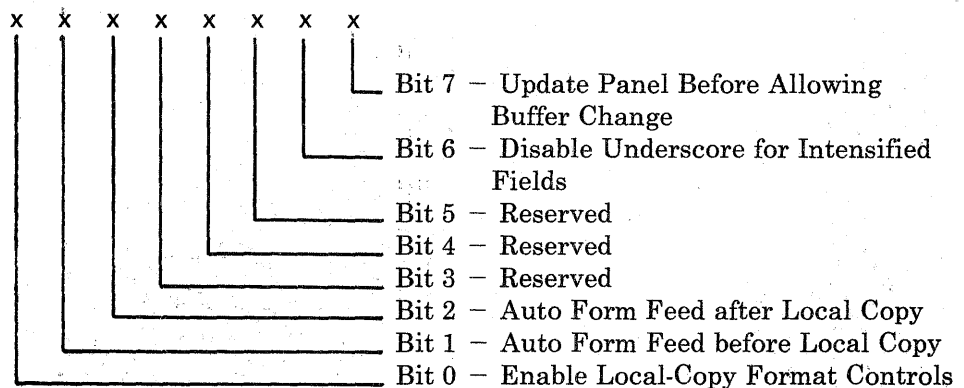 x x x x x x x x
Bit 7 – Update Panel Before Allowing
Buffer Change
Bit 6 – Disable Underscore for Intensified
Fields
Bit 5 – Reserved
Bit 4 – Reserved
Bit 3 – Reserved
Bit 2 – Auto Form Feed after Local Copy
Bit 1 – Auto Form Feed before Local Copy
Bit 0 – Enable Local-Copy Format Controls